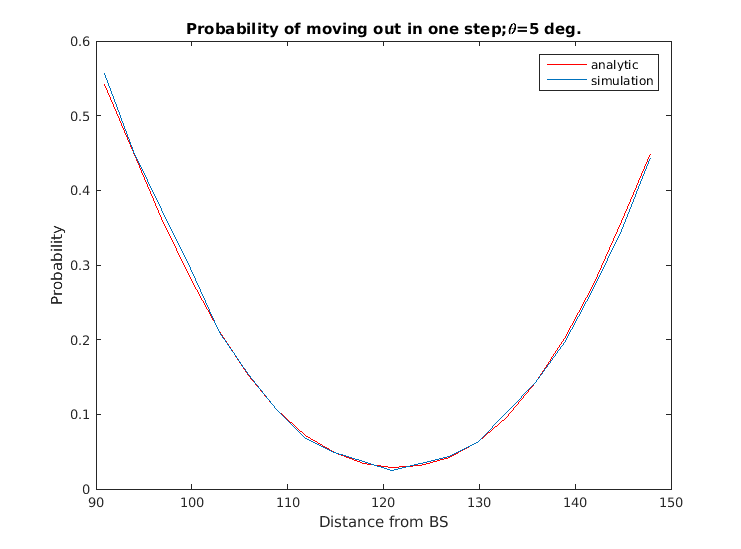 Probability of moving out in one step;θ=5 deg.
analytic
simulation
Probability
0.6
0.5
0.4
0.3
0.2
0.1
0
90 100 110 120 130 140 150
Distance from BS